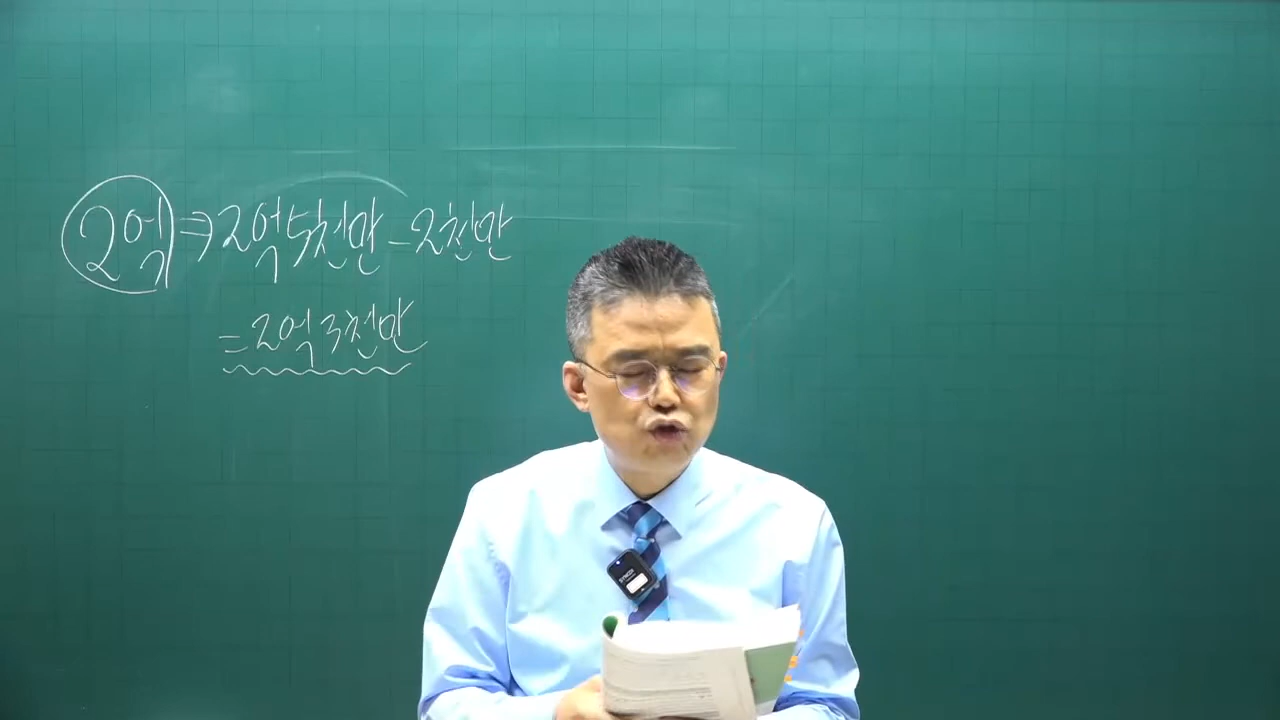 2억 ⇒ 2억 5천만 - 2천만
= 2억 3천만